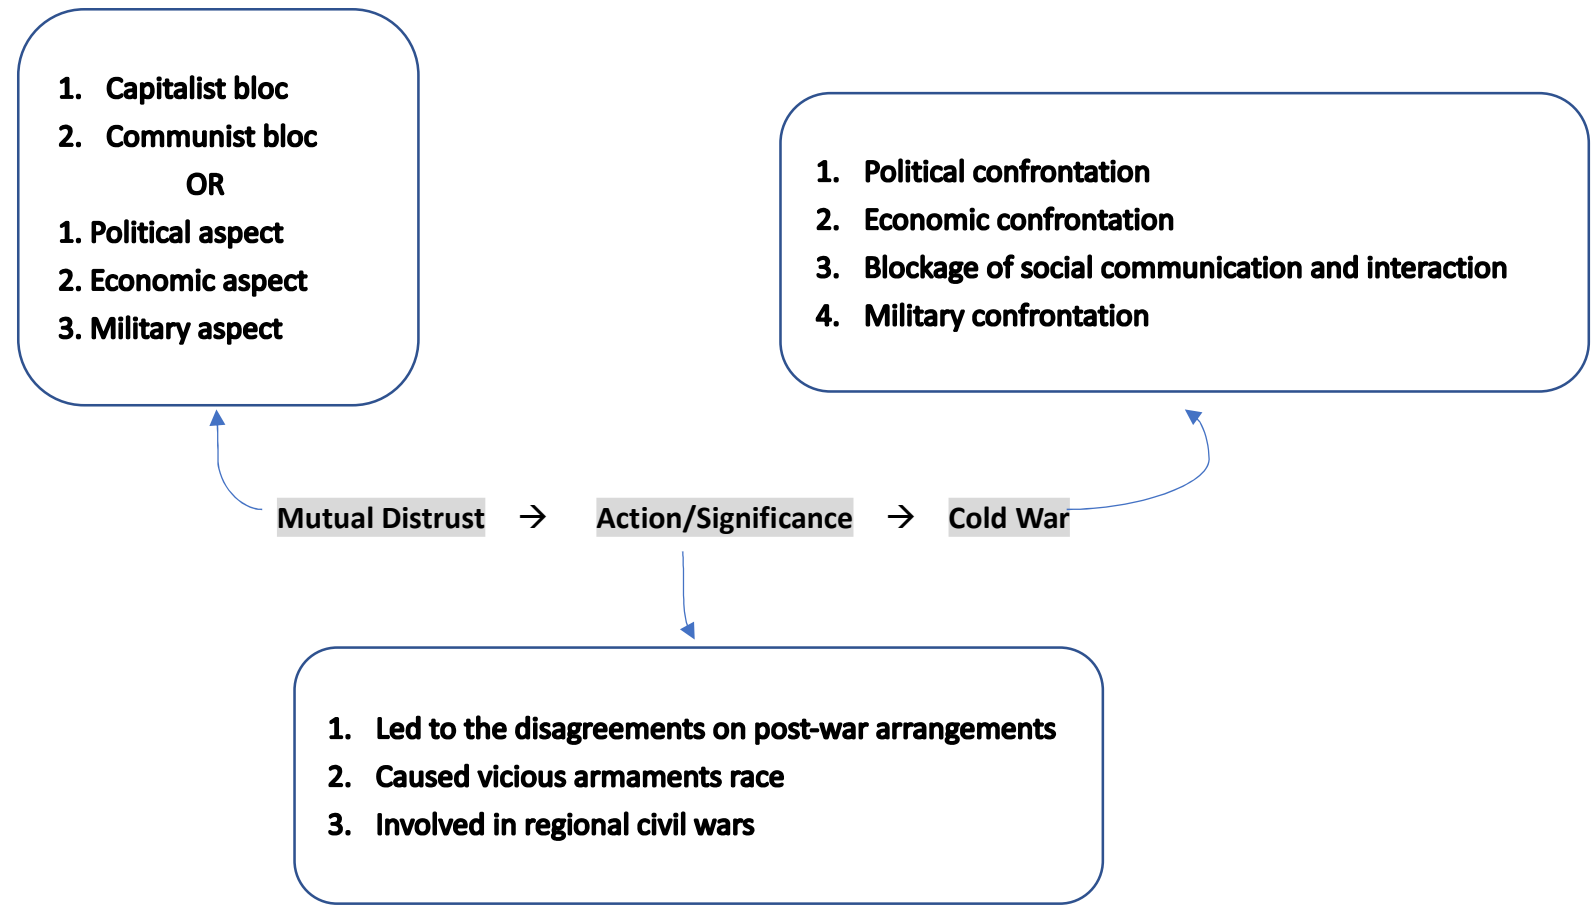 1. Capitalist bloc
2. Communist bloc
OR
1. Political aspect
2. Economic aspect
3. Military aspect
1. Political confrontation
2. Economic confrontation
3. Blockage of social communication and interaction
4. Military confrontation
Mutual Distrust → Action/Significance → Cold War
1. Led to the disagreements on post-war arrangements
2. Caused vicious armaments race
3. Involved in regional civil wars